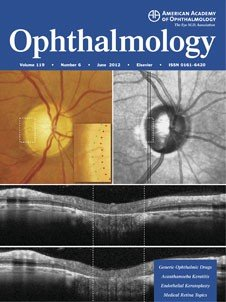 AMERICAN ACADEMY
OF OPHTHALMOLOGY
The Eye M.D. Association
Ophthalmology
Volume 119 • Number 6 • June 2012 • Elsevier • ISSN 0161-6420
Generic Ophthalmic Drugs
Acanthamoeba Keratitis
Endothelial Keratoplasty
Medical Retina Topics